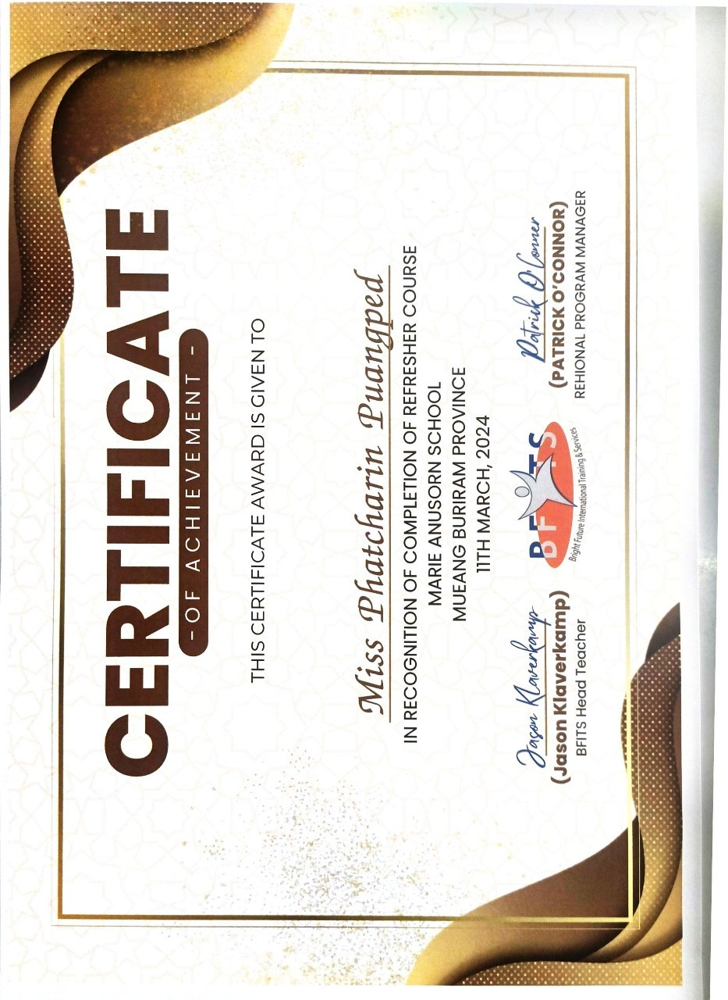 CERTIFICATE
- OF ACHIEVEMENT -
THIS CERTIFICATE AWARD IS GIVEN TO
Miss Phatcharin Puangped
IN RECOGNITION OF COMPLETION OF REFRESHER COURSE
MARIE ANUSORN SCHOOL
MUEANG BURIRAM PROVINCE
11TH MARCH, 2024
Jason Klaverkamp
(Jason Klaverkamp)
BFITS Head Teacher
BFITS
Bright Future International Training & Services
Patrick O'Conner
(PATRICK O'CONNOR)
REHIONAL PROGRAM MANAGER